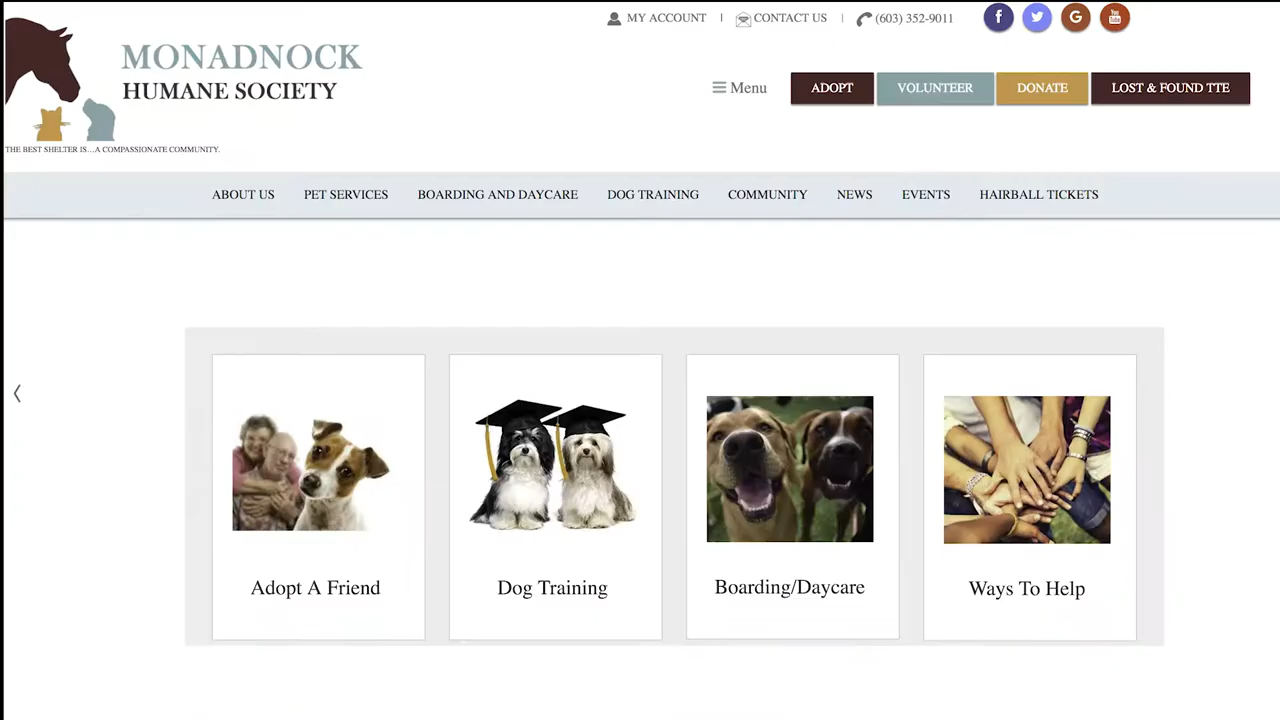 MY ACCOUNT | CONTACT US | (603) 352-9011 f G You Tube
MONADNOCK
HUMANE SOCIETY
Menu ADOPT VOLUNTEER DONATE LOST & FOUND TTE
THE BEST SHELTER IS...A COMPASSIONATE COMMUNITY.
ABOUT US PET SERVICES BOARDING AND DAYCARE DOG TRAINING COMMUNITY NEWS EVENTS HAIRBALL TICKETS
Adopt A Friend Dog Training Boarding/Daycare Ways To Help